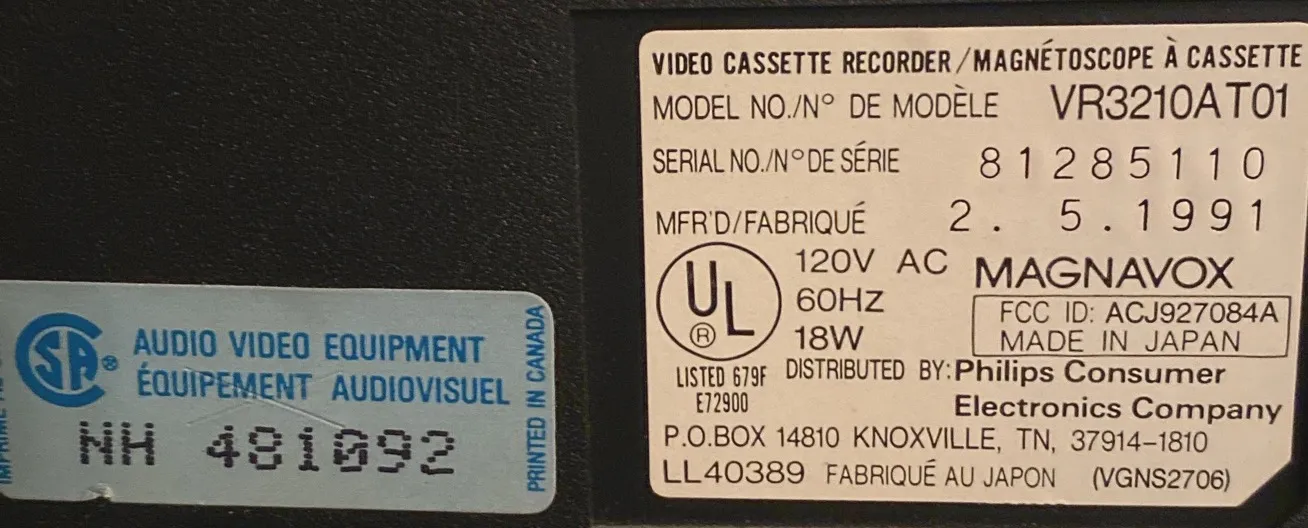 VIDEO CASSETTE RECORDER/MAGNÉTOSCOPE À CASSETTE
MODEL NO./N° DE MODÈLE VR3210AT01
SERIAL NO./N° DE SÉRIE 81285110
MFR'D/FABRIQUÉ 2. 5. 1991
UL ®
LISTED 679F
E72900
120V AC
60HZ
18W
MAGNAVOX
FCC ID: ACJ927084A
MADE IN JAPAN
DISTRIBUTED BY: Philips Consumer
Electronics Company
P.O.BOX 14810 KNOXVILLE, TN, 37914-1810
LL40389 FABRIQUÉ AU JAPON (VGNS2706)
SA ®
AUDIO VIDEO EQUIPMENT
ÉQUIPEMENT AUDIOVISUEL
NH 481092
PRINTED IN CANADA
IMPRIMÉ